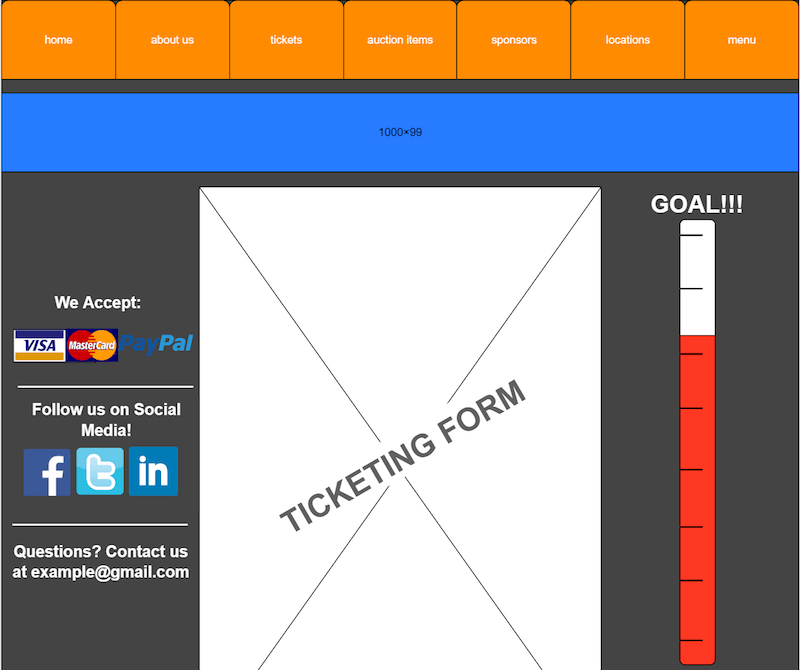 home
about us
tickets
auction items
sponsors
locations
menu
1000×99
GOAL!!!
We Accept:
VISA
MasterCard
PayPal
Follow us on Social
Media!
f
t
in
Questions? Contact us
at example@gmail.com
TICKETING FORM